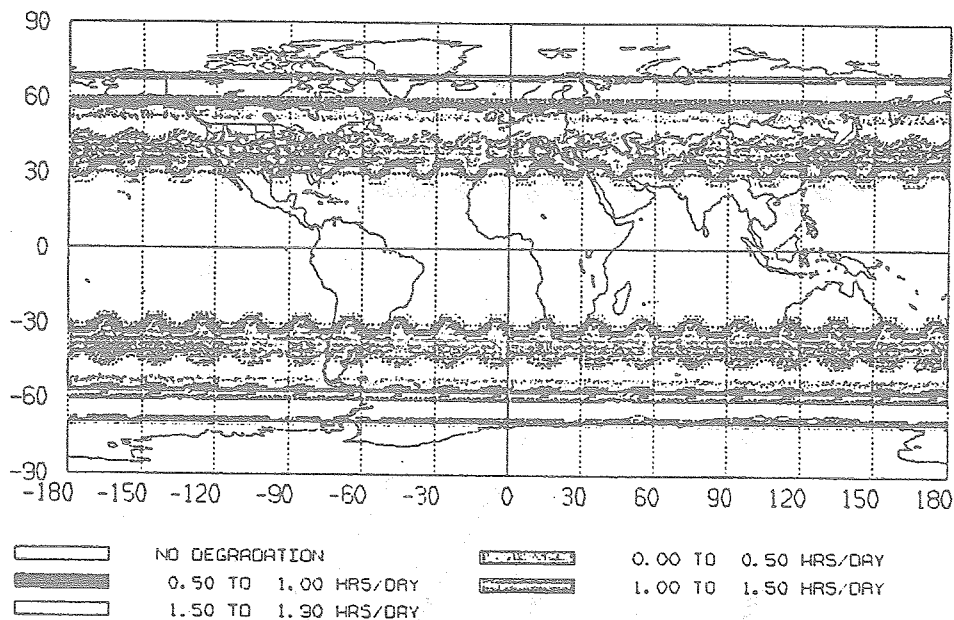 90
60
30
0
-30
-60
-90
-180 -150 -120 -90 -60 -30 0 30 60 90 120 150 180
NO DEGRADATION
0.00 TO 0.50 HRS/DAY
0.50 TO 1.00 HRS/DAY
1.00 TO 1.50 HRS/DAY
1.50 TO 1.90 HRS/DAY